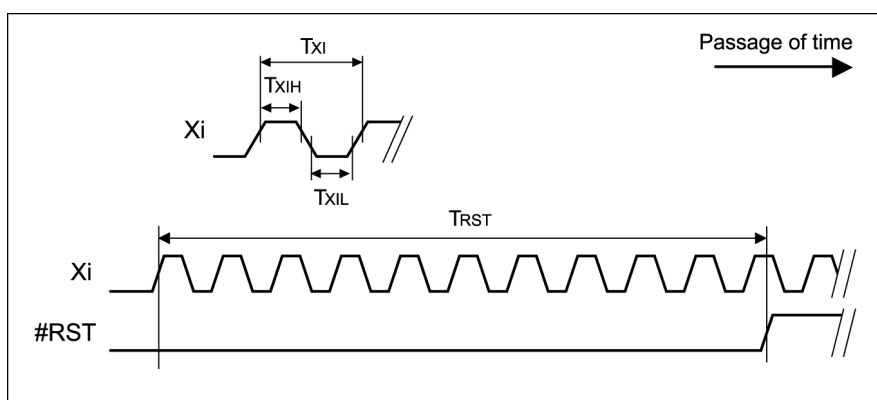 TXI
Passage of time
TXIH
Xi
TXIL
TRST
Xi
#RST